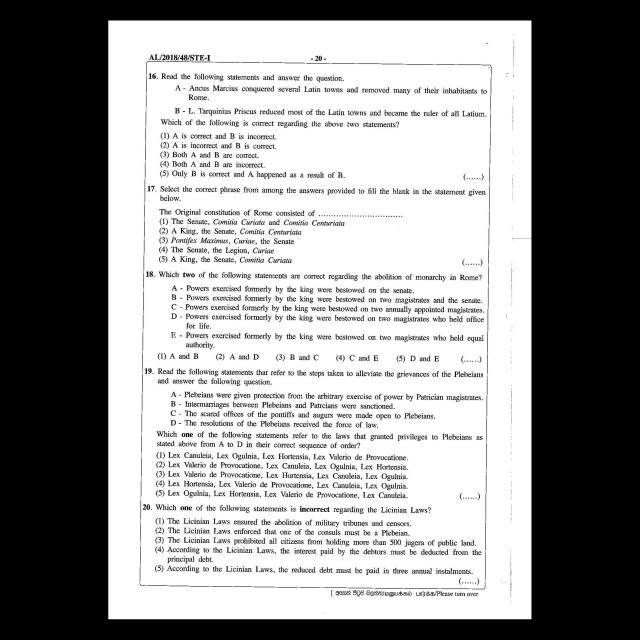 AL/2018/48/STE-I
- 20 -
16. Read the following statements and answer the question.
A - Ancus Marcius conquered several Latin towns and removed many of their inhabitants to
Rome.
B - L. Tarquinius Priscus reduced most of the Latin towns and became the ruler of all Latium.
Which of the following is correct regarding the above two statements?
(1) A is correct and B is incorrect.
(2) A is incorrect and B is correct.
(3) Both A and B are correct.
(4) Both A and B are incorrect.
(5) Only B is correct and A happened as a result of B. (......)
17. Select the correct phrase from among the answers provided to fill the blank in the statement given
below.
The Original constitution of Rome consisted of .................................
(1) The Senate, Comitia Curiata and Comitia Centuriata
(2) A King, the Senate, Comitia Centuriata
(3) Pontifex Maximus, Curiae, the Senate
(4) The Senate, the Legion, Curiae
(5) A King, the Senate, Comitia Curiata (......)
18. Which two of the following statements are correct regarding the abolition of monarchy in Rome?
A - Powers exercised formerly by the king were bestowed on the senate.
B - Powers exercised formerly by the king were bestowed on two magistrates and the senate.
C - Powers exercised formerly by the king were bestowed on two annually appointed magistrates.
D - Powers exercised formerly by the king were bestowed on two magistrates who held office
for life.
E - Powers exercised formerly by the king were bestowed on two magistrates who held equal
authority.
(1) A and B (2) A and D (3) B and C (4) C and E (5) D and E (......)
19. Read the following statements that refer to the steps taken to alleviate the grievances of the Plebeians
and answer the following question.
A - Plebeians were given protection from the arbitrary exercise of power by Patrician magistrates.
B - Intermarriages between Plebeians and Patrcians were sanctioned.
C - The scared offices of the pontiffs and augurs were made open to Plebeians.
D - The resolutions of the Plebeians received the force of law.
Which one of the following statements refer to the laws that granted privileges to Plebeians as
stated above from A to D in their correct sequence of order?
(1) Lex Canuleia, Lex Ogulnia, Lex Hortensia, Lex Valerio de Provocatione.
(2) Lex Valerio de Provocatione, Lex Canuleia, Lex Ogulnia, Lex Hortensia.
(3) Lex Valerio de Provocatione, Lex Hortensia, Lex Canuleia, Lex Ogulnia.
(4) Lex Hortensia, Lex Valerio de Provocatione, Lex Canuleia, Lex Ogulnia.
(5) Lex Ogulnia, Lex Hortensia, Lex Valerio de Provocatione, Lex Canuleia. (......)
20. Which one of the following statements is incorrect regarding the Licinian Laws?
(1) The Licinian Laws ensured the abolition of military tribunes and censors.
(2) The Licinian Laws enforced that one of the consuls must be a Plebeian.
(3) The Licinian Laws prohibited all citizens from holding more than 500 jugera of public land.
(4) According to the Licinian Laws, the interest paid by the debtors must be deducted from the
principal debt.
(5) According to the Licinian Laws, the reduced debt must be paid in three annual instalments.
(......)
/Please turn over